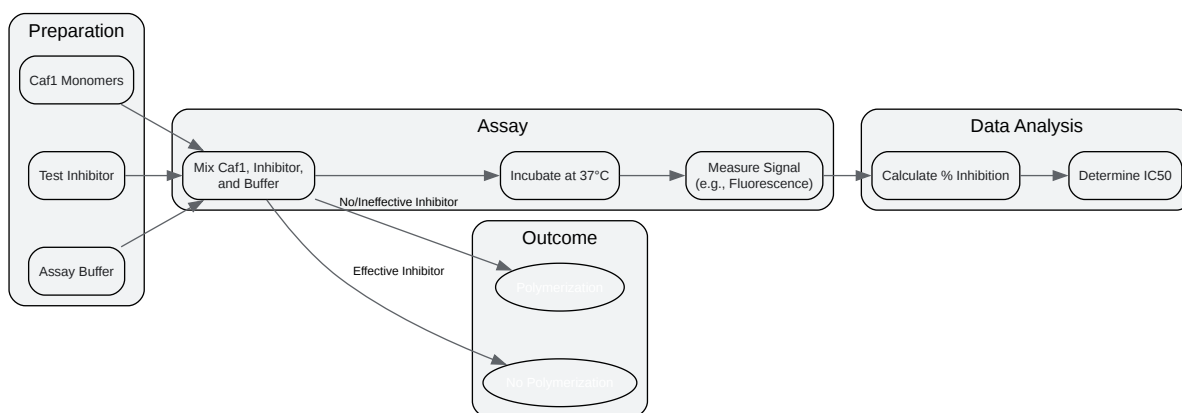 Preparation
Caf1 Monomers
Test Inhibitor
Assay Buffer
Assay
Mix Caf1, Inhibitor,
and Buffer
Incubate at 37°C
Measure Signal
(e.g., Fluorescence)
Data Analysis
Calculate % Inhibition
Determine IC50
No/Ineffective Inhibitor
Effective Inhibitor
Outcome
Polymerization
No Polymerization